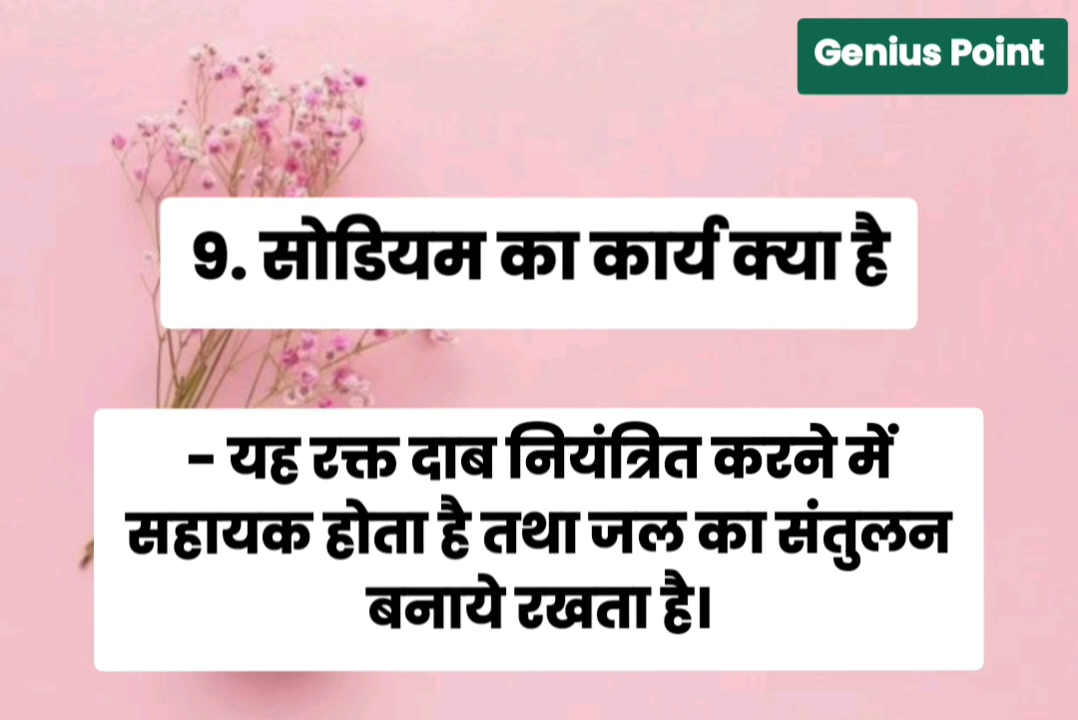 Genius Point
9. सोडियम का कार्य क्या है
- यह रक्त दाब नियंत्रित करने में
सहायक होता है तथा जल का संतुलन
बनाये रखता है।